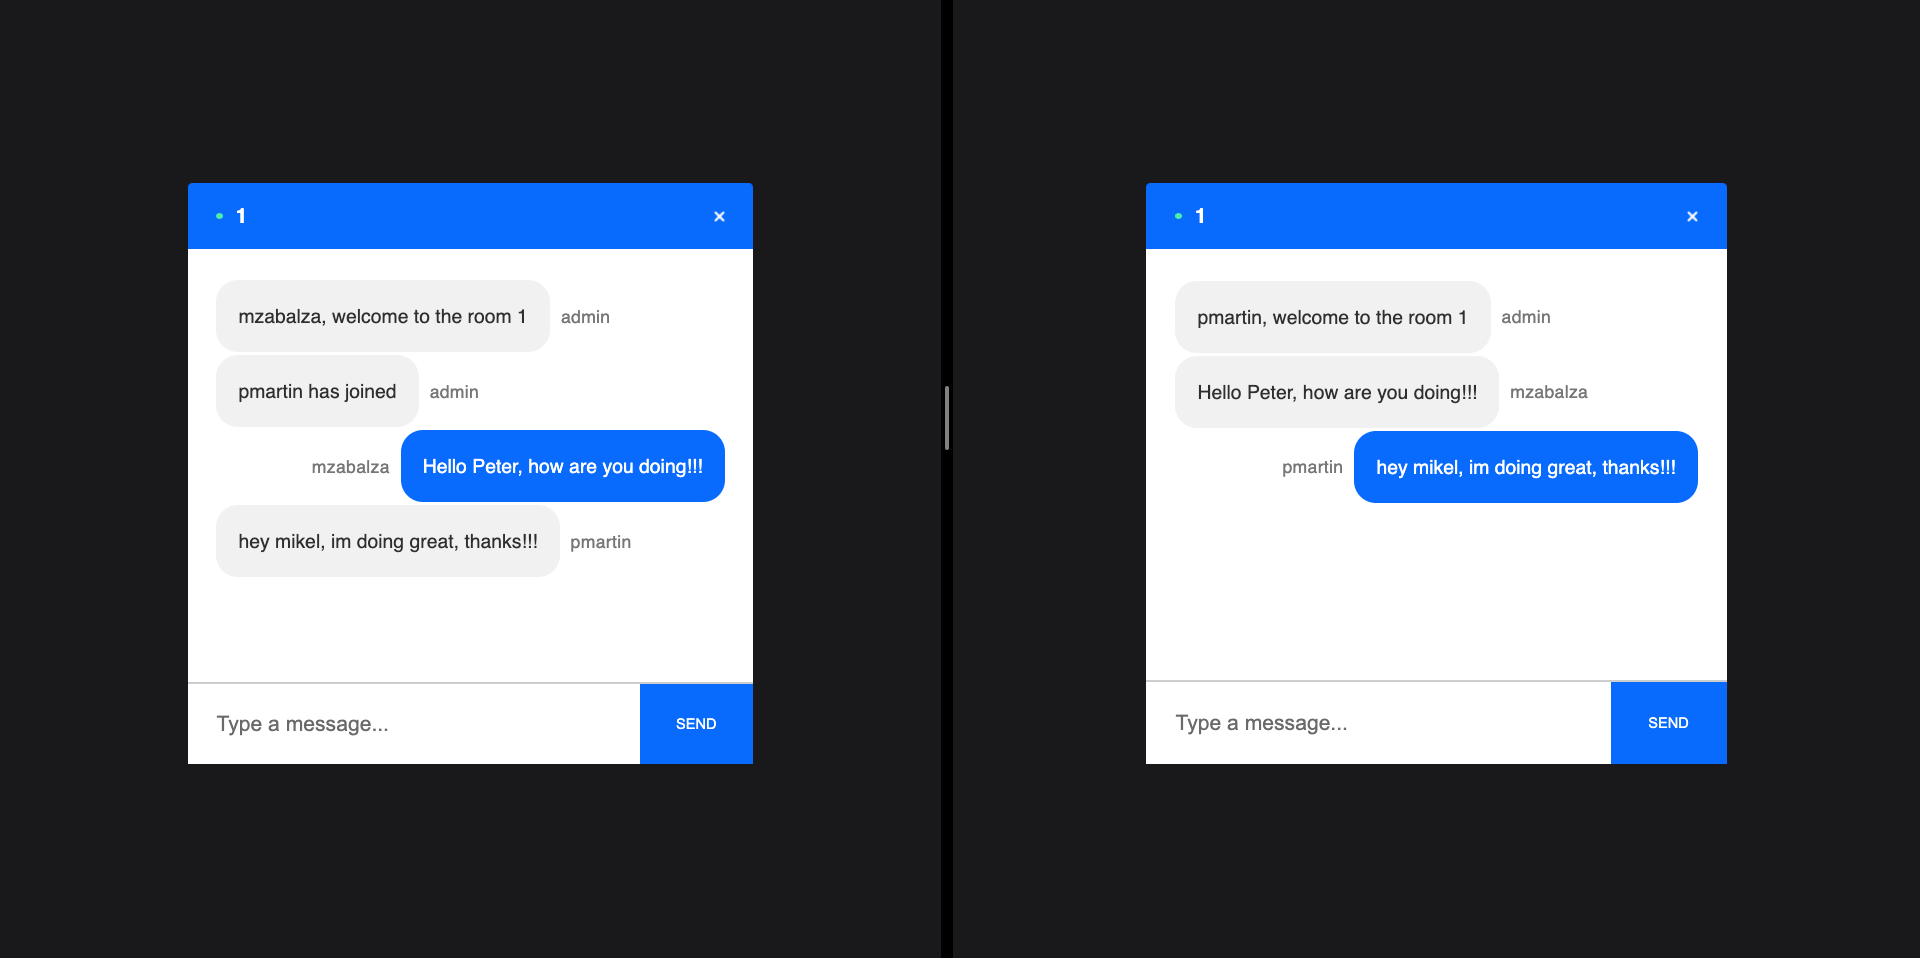 1 ×
mzabalza, welcome to the room 1 admin
pmartin has joined admin
mzabalza Hello Peter, how are you doing!!!
hey mikel, im doing great, thanks!!! pmartin
Type a message... SEND
1 ×
pmartin, welcome to the room 1 admin
Hello Peter, how are you doing!!! mzabalza
pmartin hey mikel, im doing great, thanks!!!
Type a message... SEND